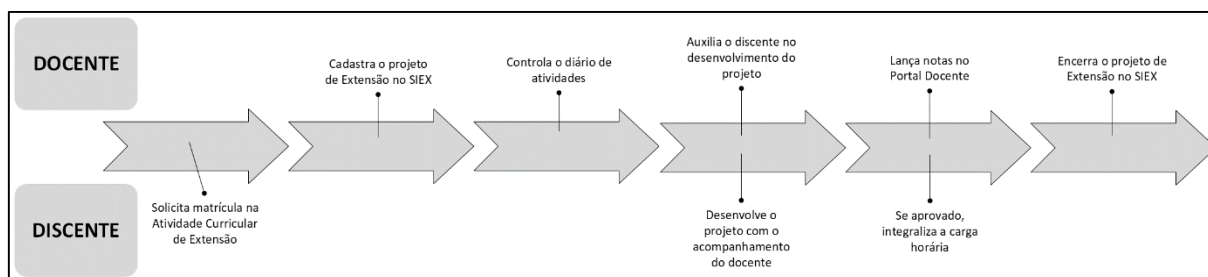 DOCENTE
Cadastra o projeto
de Extensão no SIEX
Controla o diário de
atividades
Auxilia o discente no
desenvolvimento do
projeto
Lança notas no
Portal Docente
Encerra o projeto de
Extensão no SIEX
DISCENTE
Solicita matrícula na
Atividade Curricular
de Extensão
Desenvolve o
projeto com o
acompanhamento
do docente
Se aprovado,
integraliza a carga
horária